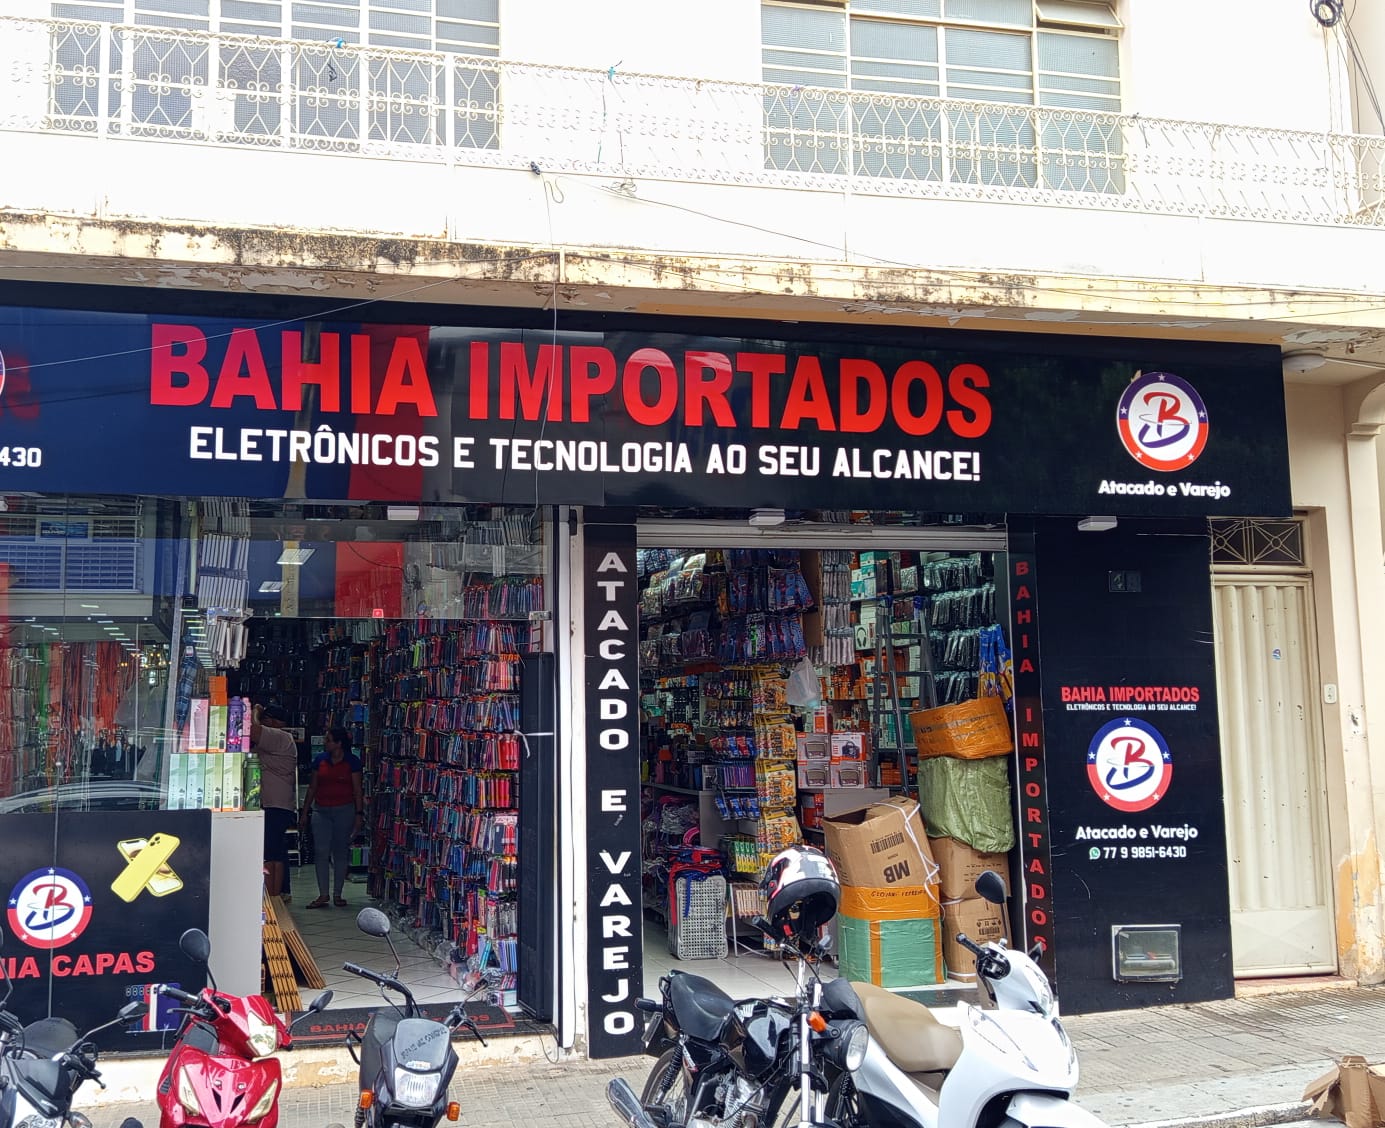 BAHIA IMPORTADOS
ELETRÔNICOS E TECNOLOGIA AO SEU ALCANCE!
B
Atacado e Varejo
430
ATACADO E VAREJO
BAHIA IMPORTADOS
BAHIA IMPORTADOS
ELETRÔNICOS E TECNOLOGIA AO SEU ALCANCE!
B
Atacado e Varejo
77 9 9851-6430
B
IA CAPAS
MB
BAHIA